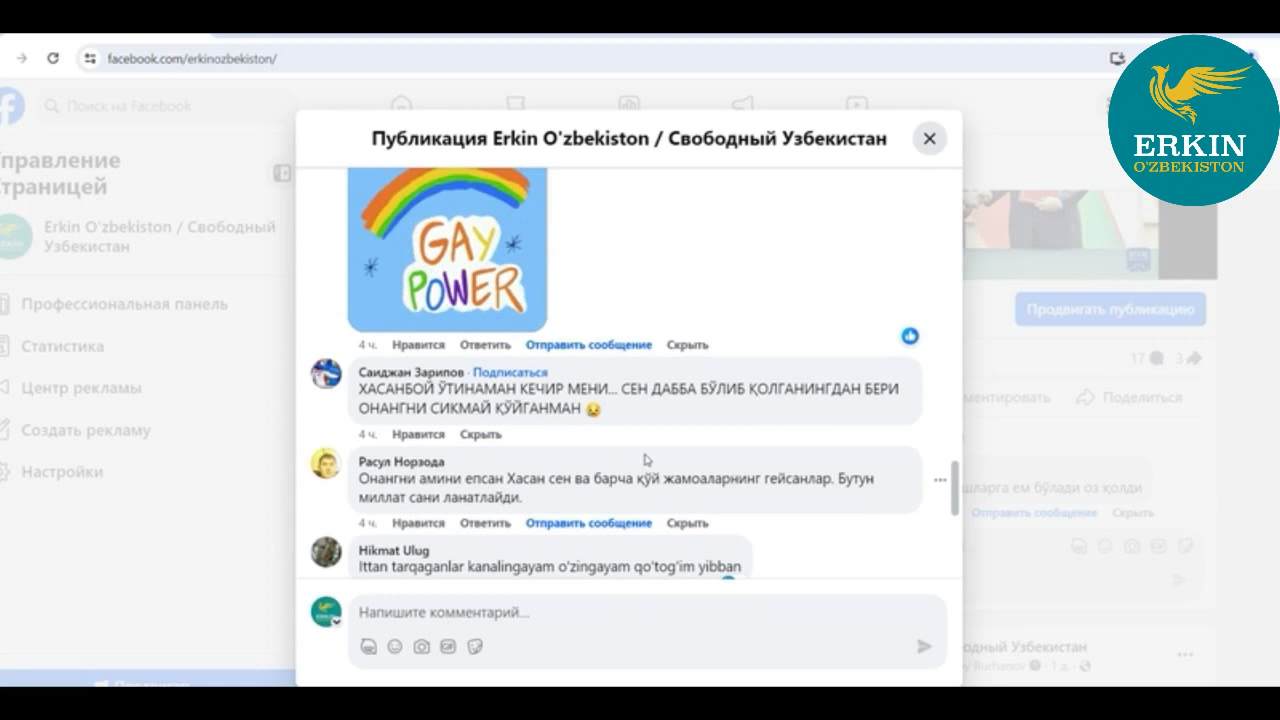 facebook.com/erkinozbekiston/
ERKIN
O'ZBEKISTON
Поиск на Facebook
Публикация Erkin O'zbekiston / Свободный Узбекистан
Erkin O'zbekiston / Свободный
Узбекистан
Профессиональная панель
Статистика
Центр рекламы
Создать рекламу
Настройки
GAY
POWER
4 ч. Нравится Ответить Отправить сообщение Скрыть
Саиджан Зарипов · Подписаться
ХАСАНБОЙ ЎТИНАМАН КЕЧИР МЕНИ... СЕН ДАББА БЎЛИБ ҚОЛГАНИНГДАН БЕРИ
ОНАНГНИ СИКМАЙ ҚЎЙГАНМАН
4 ч. Нравится Скрыть
Расул Норзода
Онангни амини епсан Хасан сен ва барча қўй жамоаларнинг гейсанлар. Бутун
миллат сани ланатлайди.
4 ч. Нравится Ответить Отправить сообщение Скрыть
Hikmat Ulug
Ittan tarqaganlar kanalingayam o'zingayam qo'tog'im yibban
Напишите комментарий...
GIF
Продвигать публикацию
17 3
Поделиться
ем бўлади оз қолди
Отправить сообщение Скрыть
Узбекистан
Buchanov · 1 д.